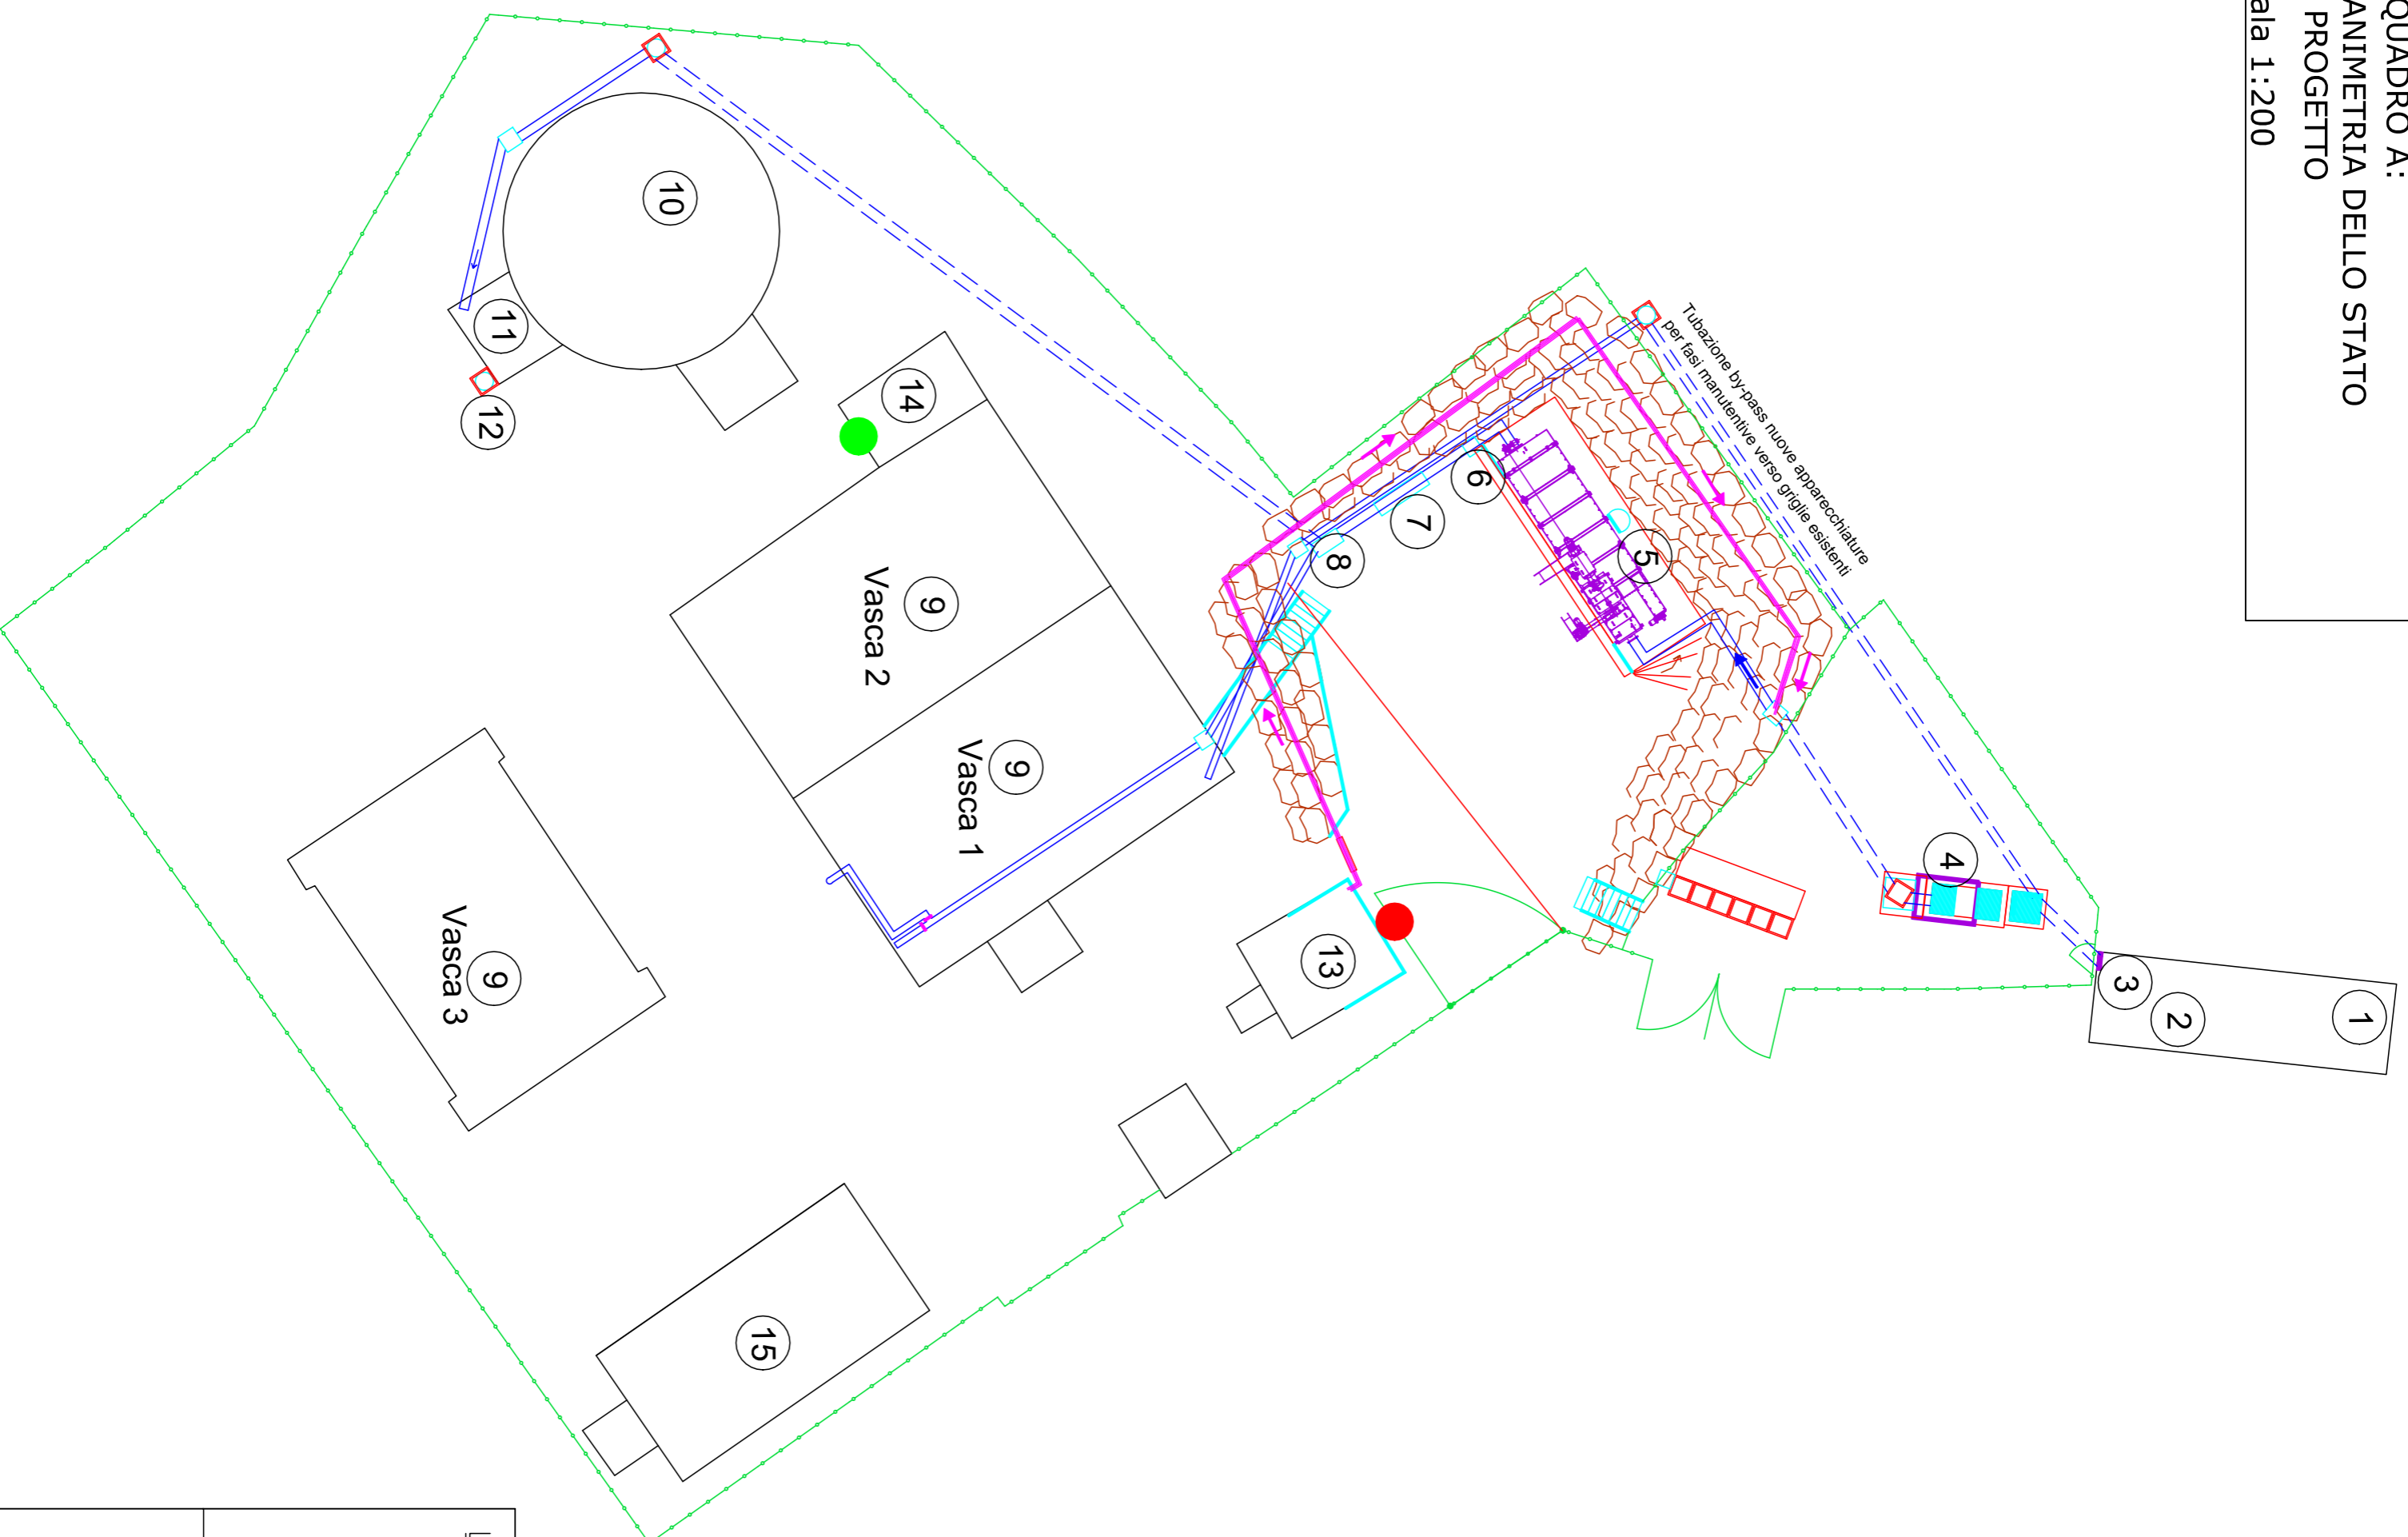 QUADRO A:
ANIMETRIA DELLO STATO
PROGETTO
ala 1:200
Tubazione by-pass nuove apparecchiature
per fasi manutentive verso griglie esistenti
10
11
12
14
9
Vasca 2
9
Vasca 1
9
Vasca 3
6
7
8
5
4
3
2
1
13
15